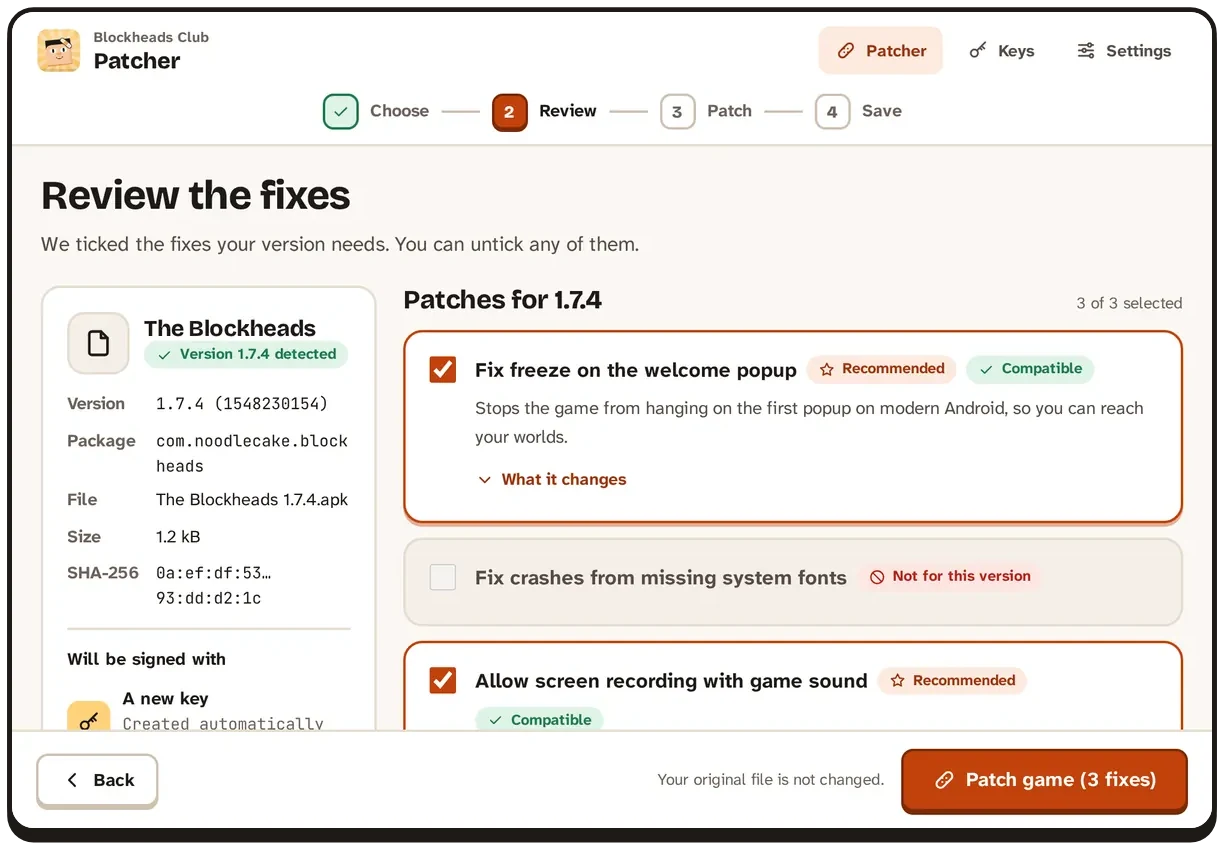 Blockheads Club
Patcher
Patcher
Keys
Settings
Choose
2
Review
3
Patch
4
Save
Review the fixes
We ticked the fixes your version needs. You can untick any of them.
The Blockheads
Version 1.7.4 detected
Version 1.7.4 (1548230154)
Package com.noodlecake.block
heads
File The Blockheads 1.7.4.apk
Size 1.2 kB
SHA-256 0a:ef:df:53…
93:dd:d2:1c
Will be signed with
A new key
Created automatically
Patches for 1.7.4
3 of 3 selected
Fix freeze on the welcome popup
Recommended
Compatible
Stops the game from hanging on the first popup on modern Android, so you can reach
your worlds.
What it changes
Fix crashes from missing system fonts
Not for this version
Allow screen recording with game sound
Recommended
Compatible
Back
Your original file is not changed.
Patch game (3 fixes)